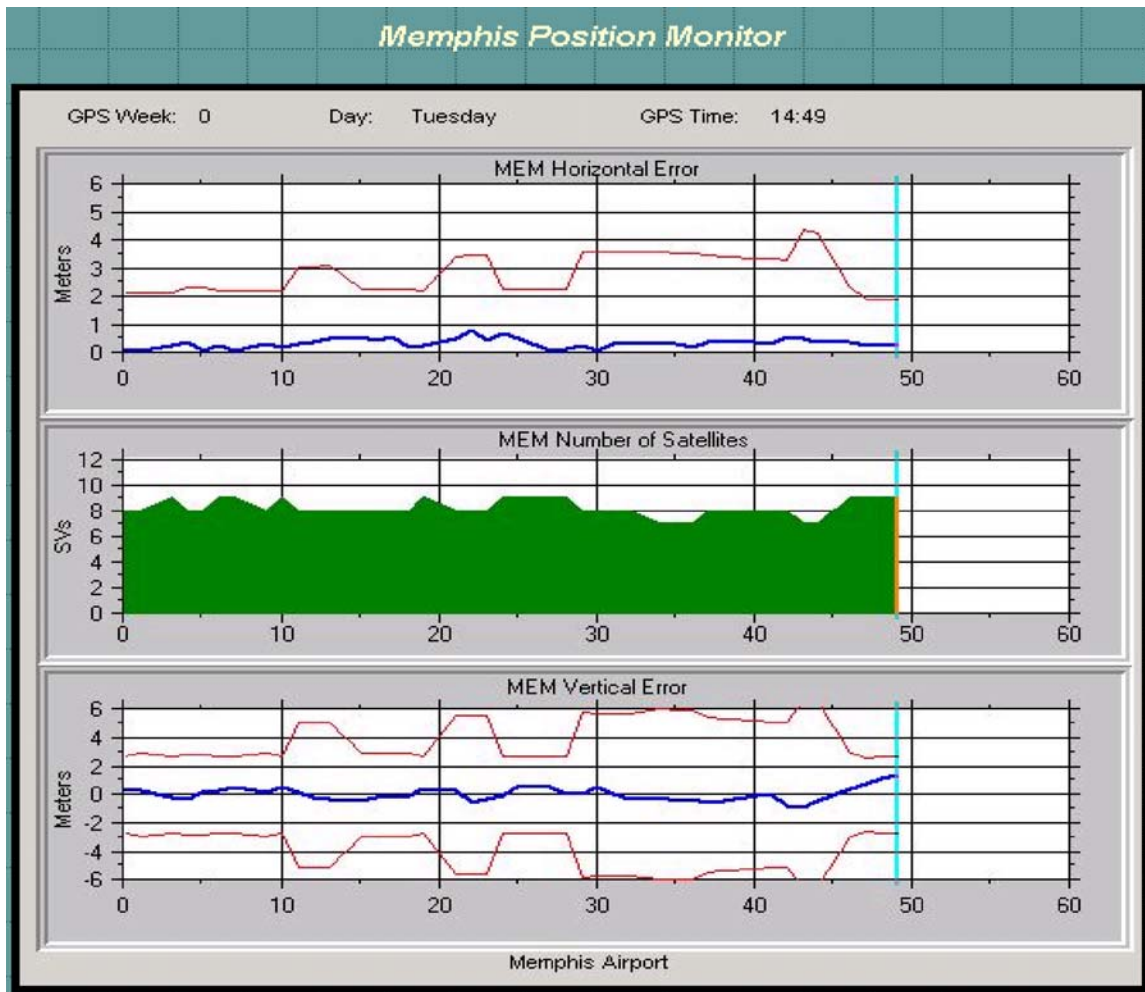 Memphis Position Monitor
GPS Week: 0 Day: Tuesday GPS Time: 14:49
MEM Horizontal Error
Meters
6
5
4
3
2
1
0
0 10 20 30 40 50 60
MEM Number of Satellites
SVs
12
10
8
6
4
2
0
0 10 20 30 40 50 60
MEM Vertical Error
Meters
6
4
2
0
-2
-4
-6
0 10 20 30 40 50 60
Memphis Airport